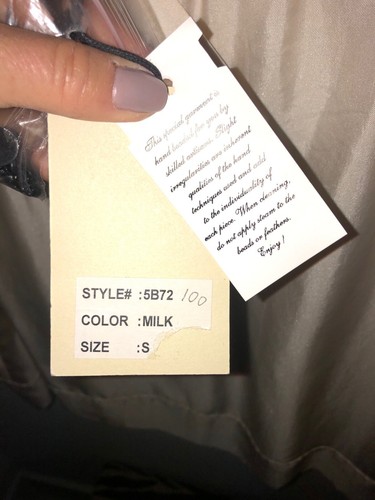 This special garment is
hand beaded for you by
skilled artisans. Slight
irregularities are inherent
qualities of the hand
techniques used and add
to the individuality of
each piece. When cleaning,
do not apply steam to the
beads or feathers.
Enjoy!
STYLE# :5B72 100
COLOR :MILK
SIZE :S